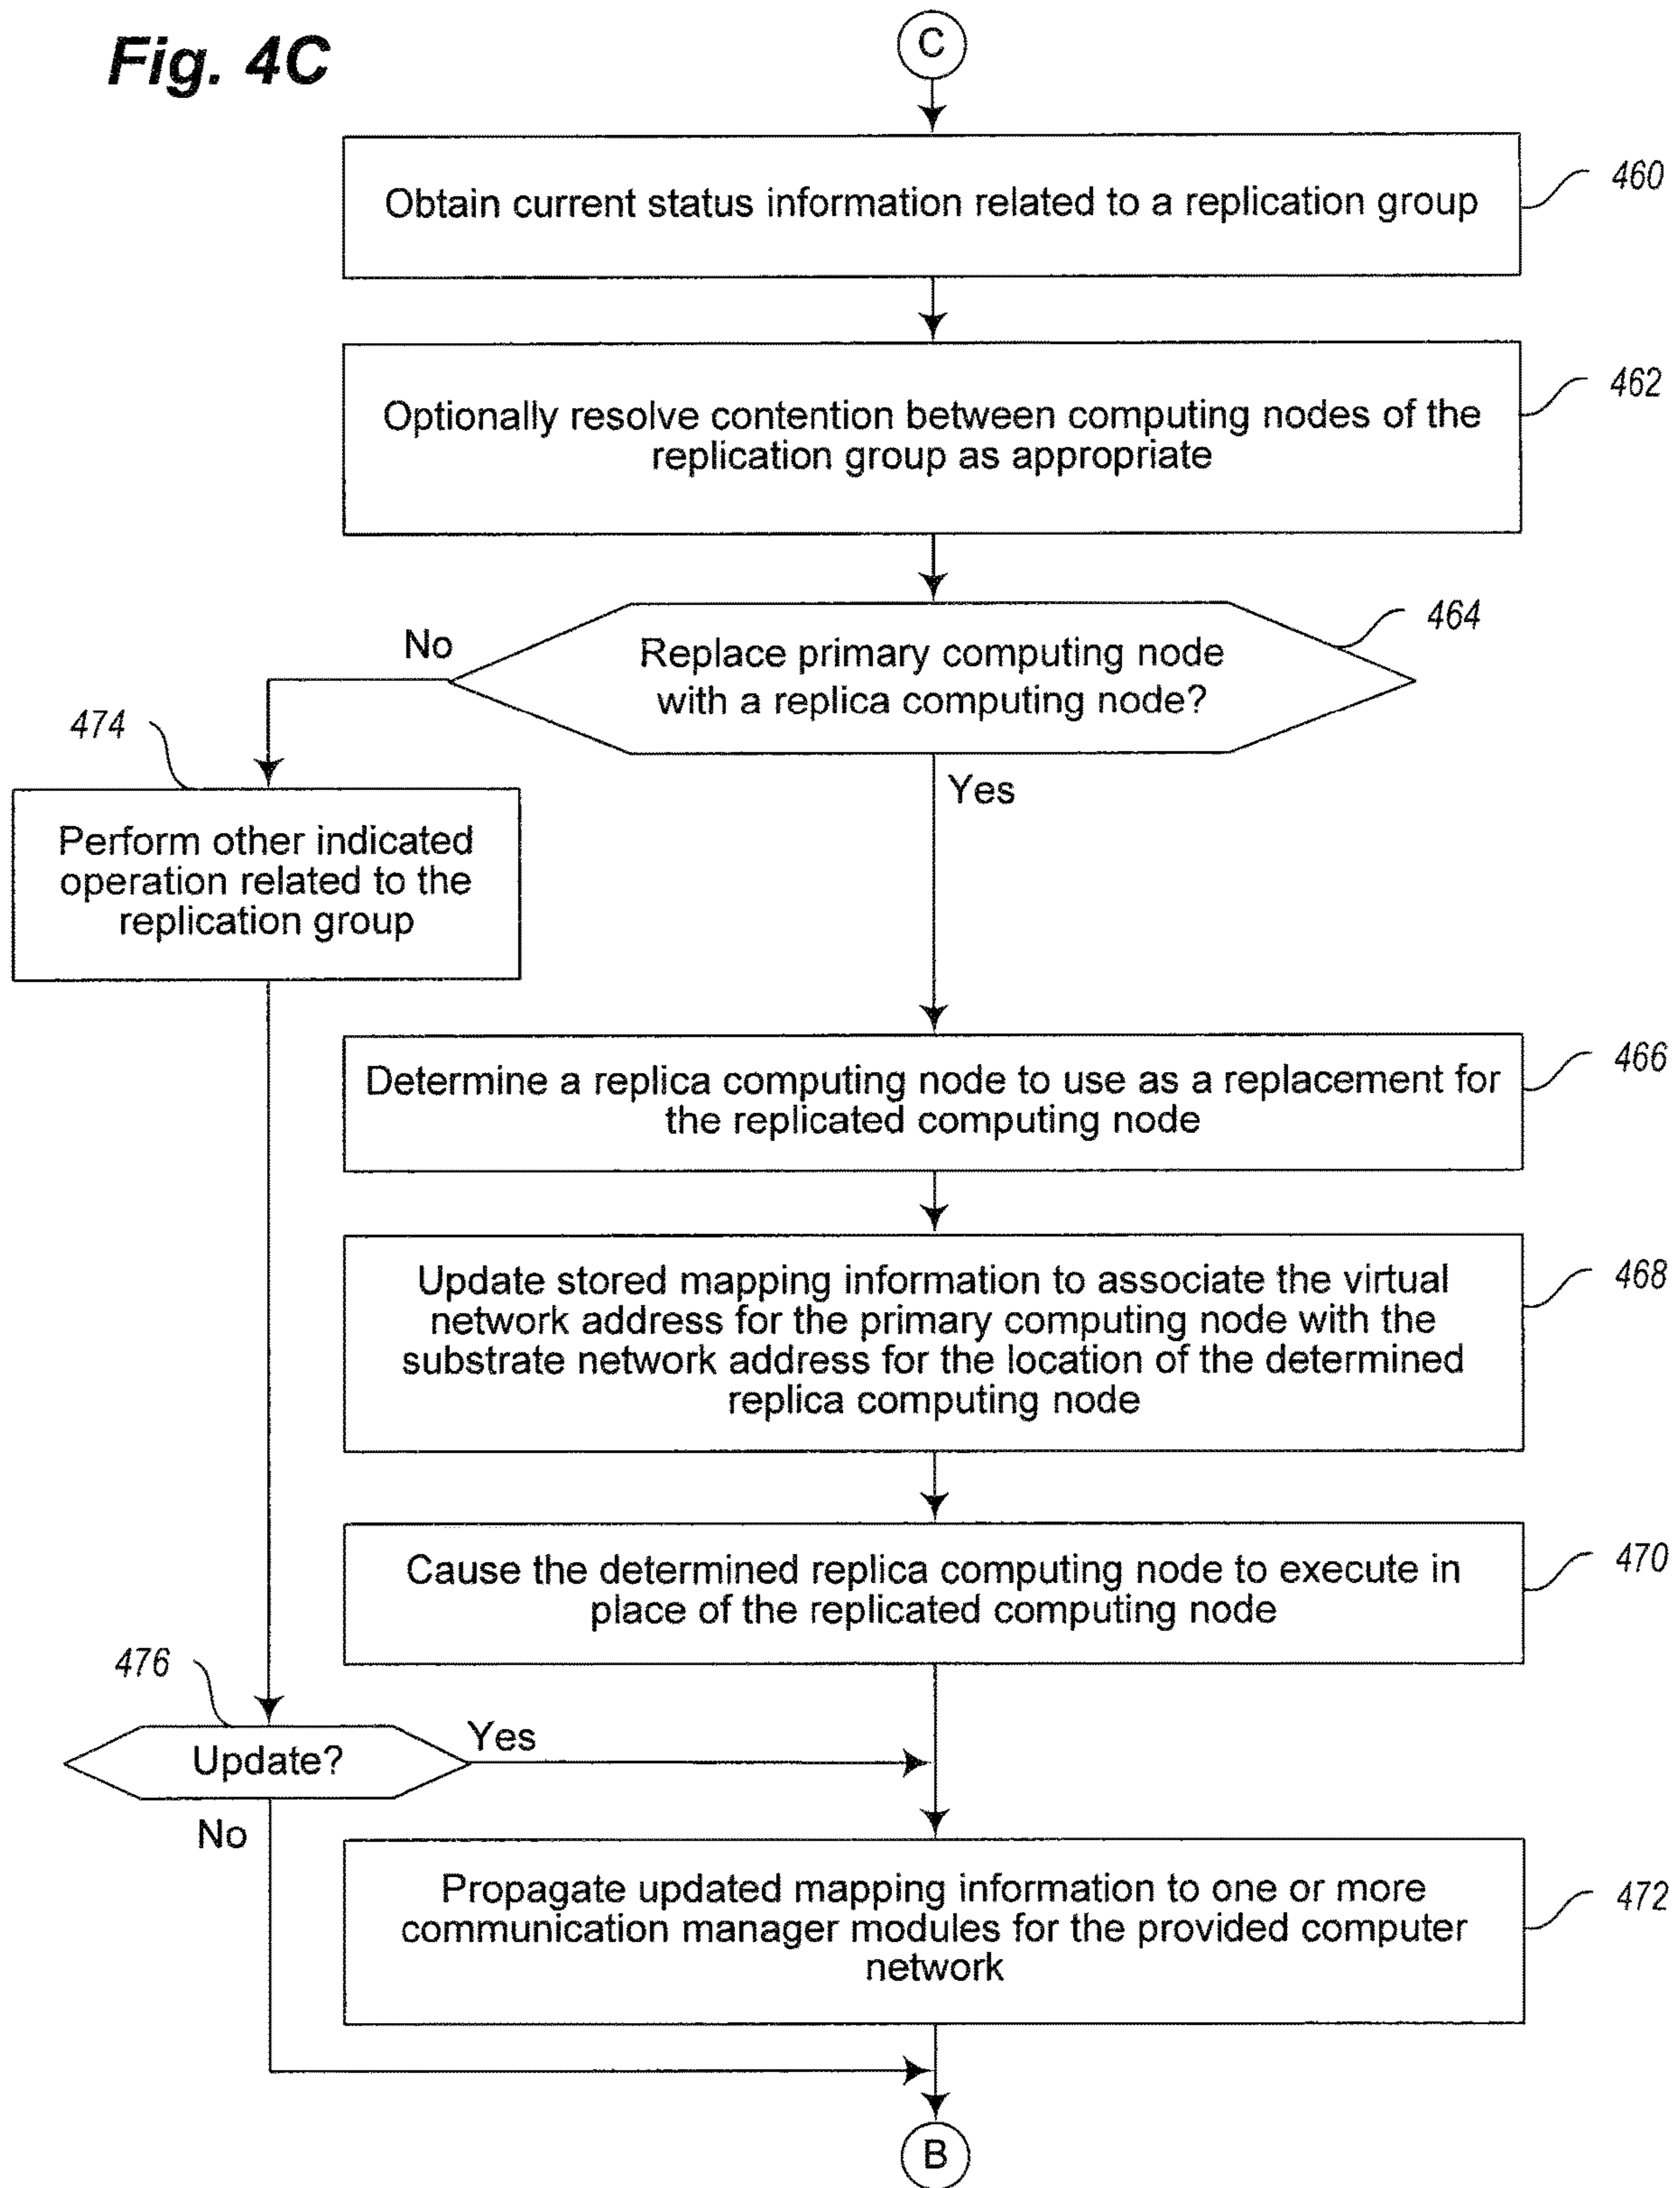 Fig. 4C
C
Obtain current status information related to a replication group
460
Optionally resolve contention between computing nodes of the
replication group as appropriate
462
Replace primary computing node
with a replica computing node?
464
No
Yes
474
Perform other indicated
operation related to the
replication group
Determine a replica computing node to use as a replacement for
the replicated computing node
466
Update stored mapping information to associate the virtual
network address for the primary computing node with the
substrate network address for the location of the determined
replica computing node
468
Cause the determined replica computing node to execute in
place of the replicated computing node
470
476
Update?
Yes
No
Propagate updated mapping information to one or more
communication manager modules for the provided computer
network
472
B